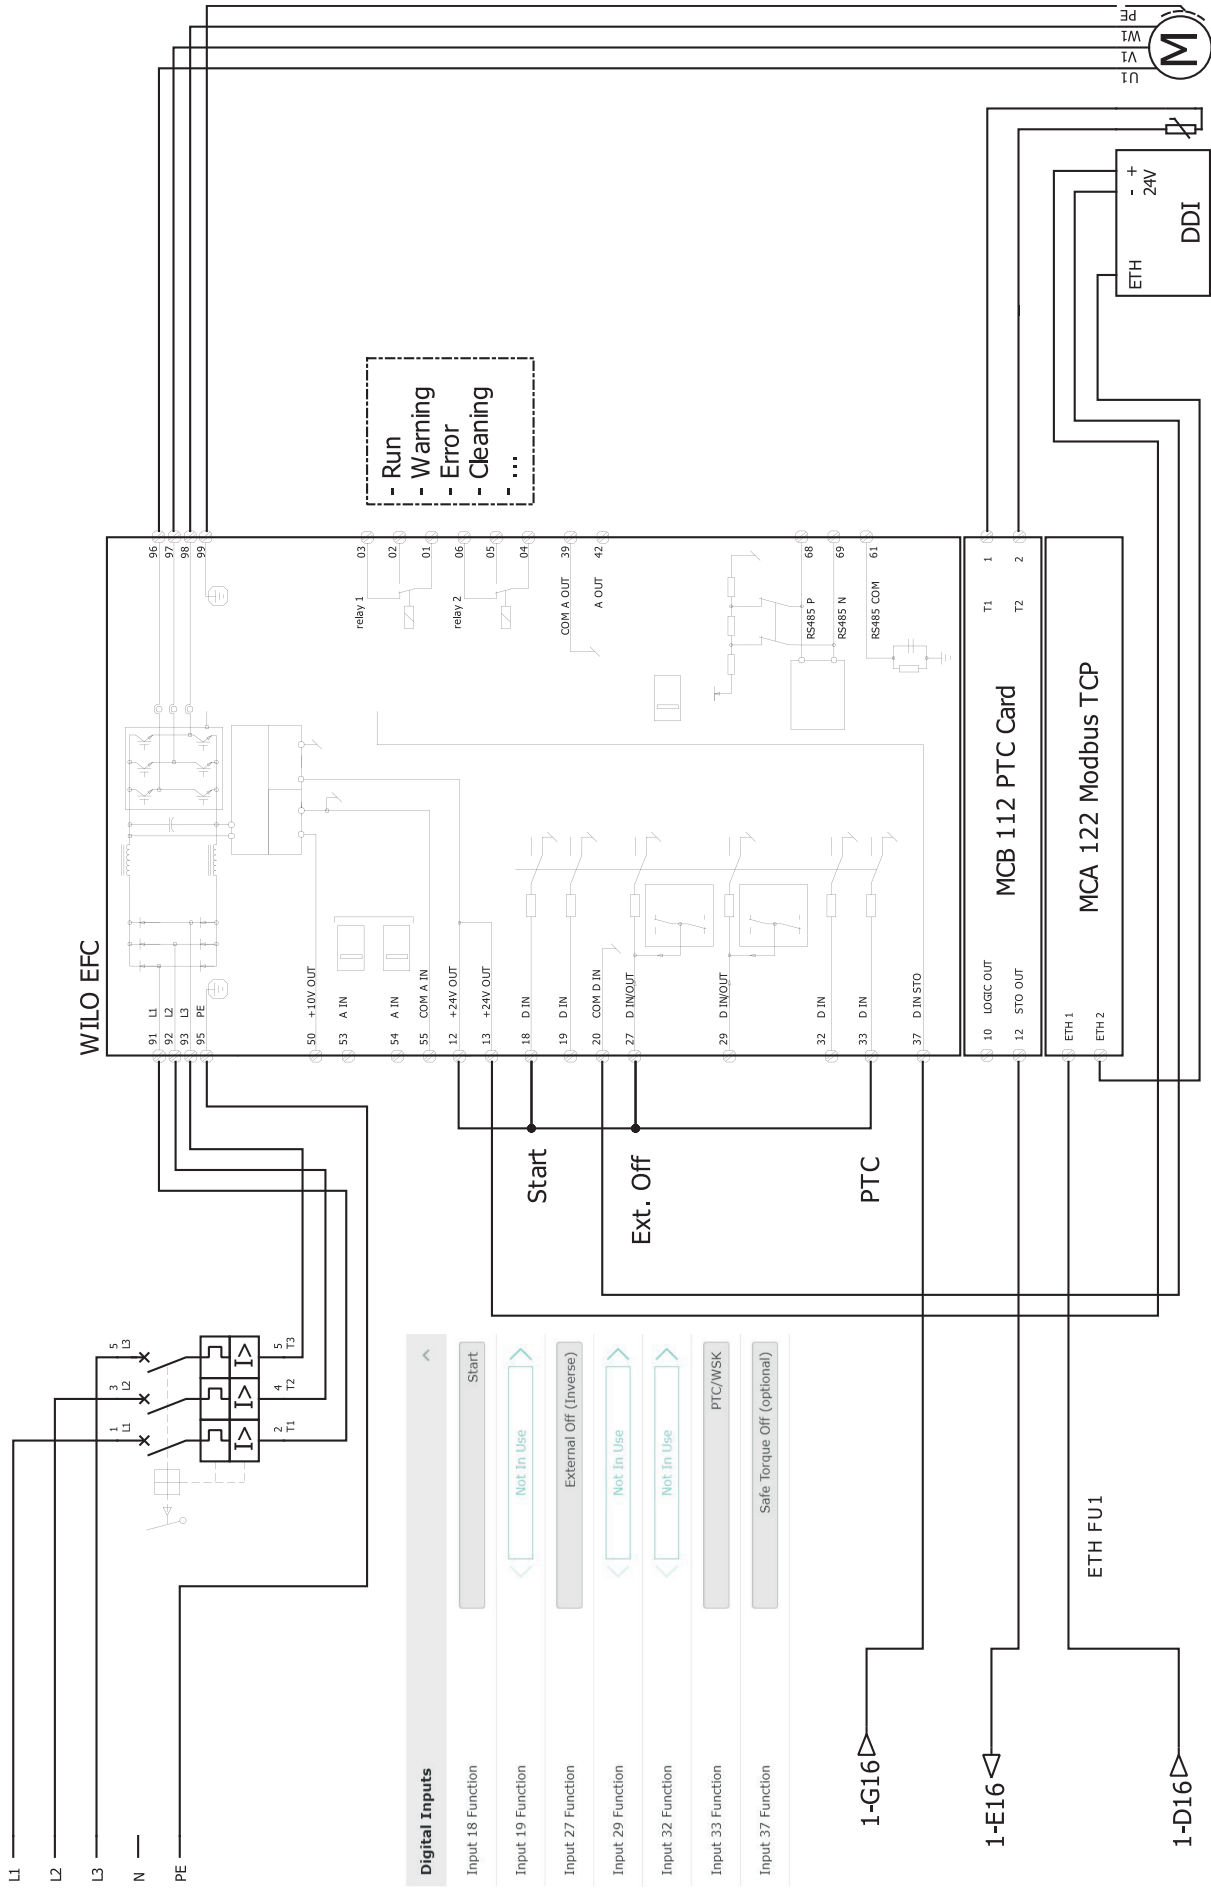 L1
L2
L3
N
PE
1 L1
3 L2
5 L3
I>
I>
I>
2 T1
4 T2
5 T3
WILO EFC
91 L1
92 L2
93 L3
95 PE
50 +10V OUT
53 A IN
54 A IN
55 COM A IN
12 +24V OUT
13 +24V OUT
18 D IN
19 D IN
20 COM D IN
27 D IN/OUT
29 D IN/OUT
32 D IN
33 D IN
37 D IN STO
96
97
98
99
relay 1
03
02
01
relay 2
06
05
04
COM A OUT 39
A OUT 42
RS485 P 68
RS485 N 69
RS485 COM 61
- Run
- Warning
- Error
- Cleaning
- ...
MCB 112 PTC Card
10 LOGIC OUT
12 STO OUT
T1 1
T2 2
MCA 122 Modbus TCP
ETH 1
ETH 2
Start
Ext. Off
PTC
Digital Inputs
Input 18 Function Start
Input 19 Function Not In Use
Input 27 Function External Off (Inverse)
Input 29 Function Not In Use
Input 32 Function Not In Use
Input 33 Function PTC/WSK
Input 37 Function Safe Torque Off (optional)
1-G16
1-E16
1-D16
ETH FU1
PE
W1
V1
U1
M
ETH
- +
24V
DDI